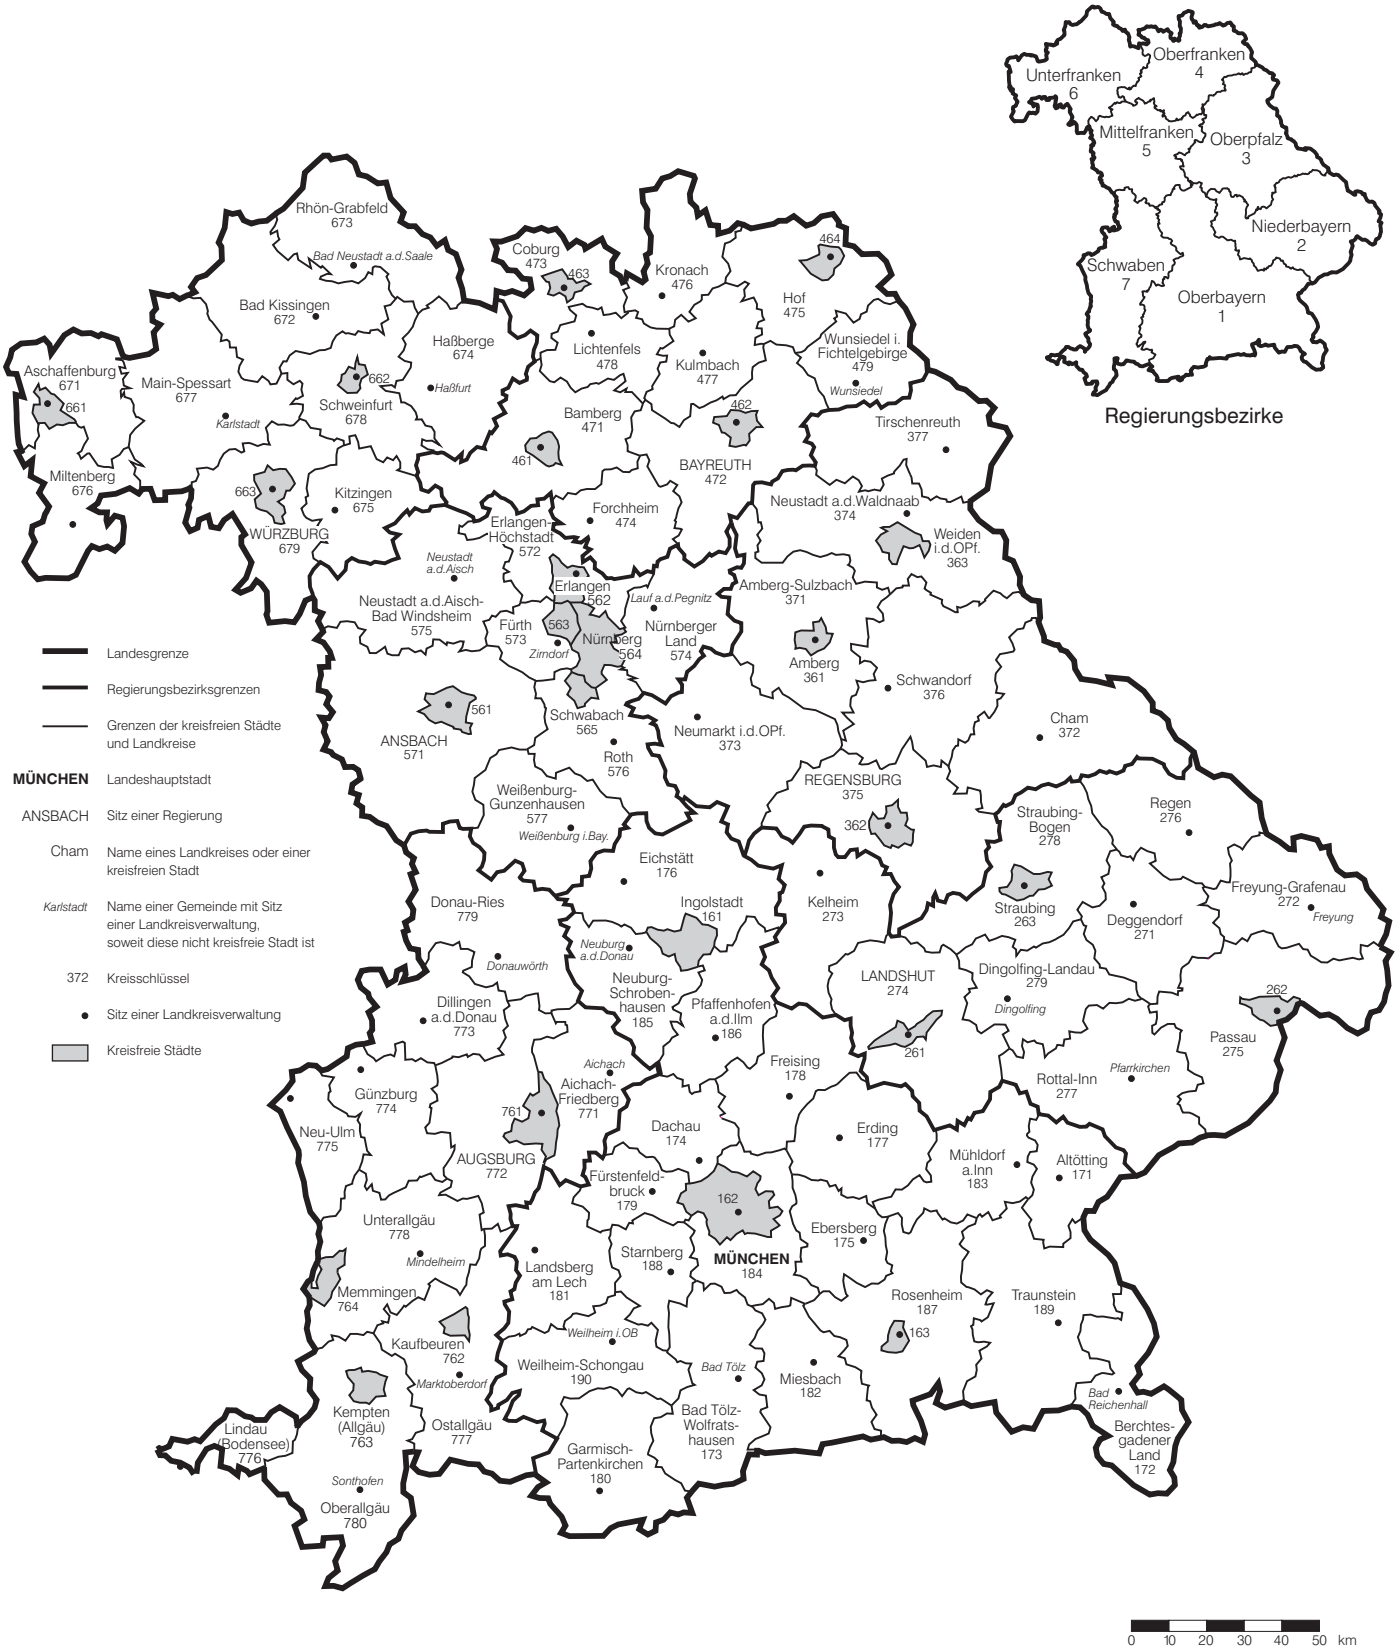 Oberfranken
4
Unterfranken
6
Mittelfranken
5
Oberpfalz
3
Niederbayern
2
Schwaben
7
Oberbayern
1
Regierungsbezirke
Rhön-Grabfeld
673
Bad Neustadt a.d.Saale
Bad Kissingen
672
Coburg
473
463
Kronach
476
464
Hof
475
Haßberge
674
Haßfurt
Lichtenfels
478
Kulmbach
477
Wunsiedel i.
Fichtelgebirge
479
Wunsiedel
Aschaffenburg
671
661
Main-Spessart
677
Karlstadt
662
Schweinfurt
678
Bamberg
471
461
462
BAYREUTH
472
Tirschenreuth
377
Miltenberg
676
663
WÜRZBURG
679
Kitzingen
675
Forchheim
474
Erlangen-
Höchstadt
572
Neustadt a.d.Waldnaab
374
Weiden
i.d.OPf.
363
Neustadt
a.d.Aisch
Neustadt a.d.Aisch-
Bad Windsheim
575
Erlangen
562
Fürth
573
563
Zirndorf
Nürnberg
564
Lauf a.d.Pegnitz
Nürnberger
Land
574
Amberg-Sulzbach
371
Amberg
361
Schwandorf
376
Cham
372
561
ANSBACH
571
Schwabach
565
Roth
576
Neumarkt i.d.OPf.
373
Weißenburg-
Gunzenhausen
577
Weißenburg i.Bay.
REGENSBURG
375
362
Straubing-
Bogen
278
Regen
276
Landesgrenze
Regierungsbezirksgrenzen
Grenzen der kreisfreien Städte
und Landkreise
MÜNCHEN Landeshauptstadt
ANSBACH Sitz einer Regierung
Cham Name eines Landkreises oder einer
kreisfreien Stadt
Karlstadt Name einer Gemeinde mit Sitz
einer Landkreisverwaltung,
soweit diese nicht kreisfreie Stadt ist
372 Kreisschlüssel
Sitz einer Landkreisverwaltung
Kreisfreie Städte
Eichstätt
176
Ingolstadt
161
Kelheim
273
Straubing
263
Deggendorf
271
Freyung-Grafenau
272
Freyung
Donau-Ries
779
Donauwörth
Neuburg
a.d.Donau
Neuburg-
Schroben-
hausen
185
Pfaffenhofen
a.d.Ilm
186
LANDSHUT
274
261
Dingolfing-Landau
279
Dingolfing
262
Passau
275
Dillingen
a.d.Donau
773
Günzburg
774
Aichach
Aichach-
Friedberg
771
761
AUGSBURG
772
Freising
178
Rottal-Inn
277
Pfarrkirchen
Neu-Ulm
775
Dachau
174
Erding
177
Mühldorf
a.Inn
183
Altötting
171
Fürstenfeld-
bruck
179
162
MÜNCHEN
184
Ebersberg
175
Unterallgäu
778
Mindelheim
Memmingen
764
Landsberg
am Lech
181
Starnberg
188
Rosenheim
187
163
Traunstein
189
Kaufbeuren
762
Marktoberdorf
Weilheim i.OB
Weilheim-Schongau
190
Bad Tölz
Bad Tölz-
Wolfrats-
hausen
173
Miesbach
182
Bad
Reichenhall
Berchtes-
gadener
Land
172
Kempten
(Allgäu)
763
Lindau
(Bodensee)
776
Ostallgäu
777
Garmisch-
Partenkirchen
180
Sonthofen
Oberallgäu
780
0 10 20 30 40 50 km